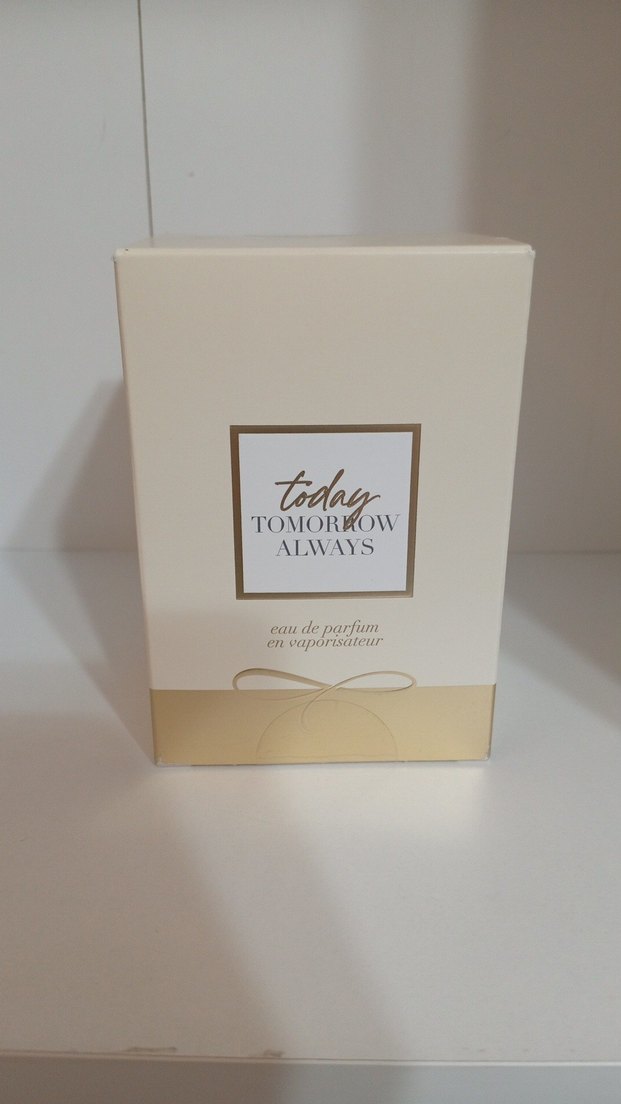 today
TOMORROW
ALWAYS
eau de parfum
en vaporisateur